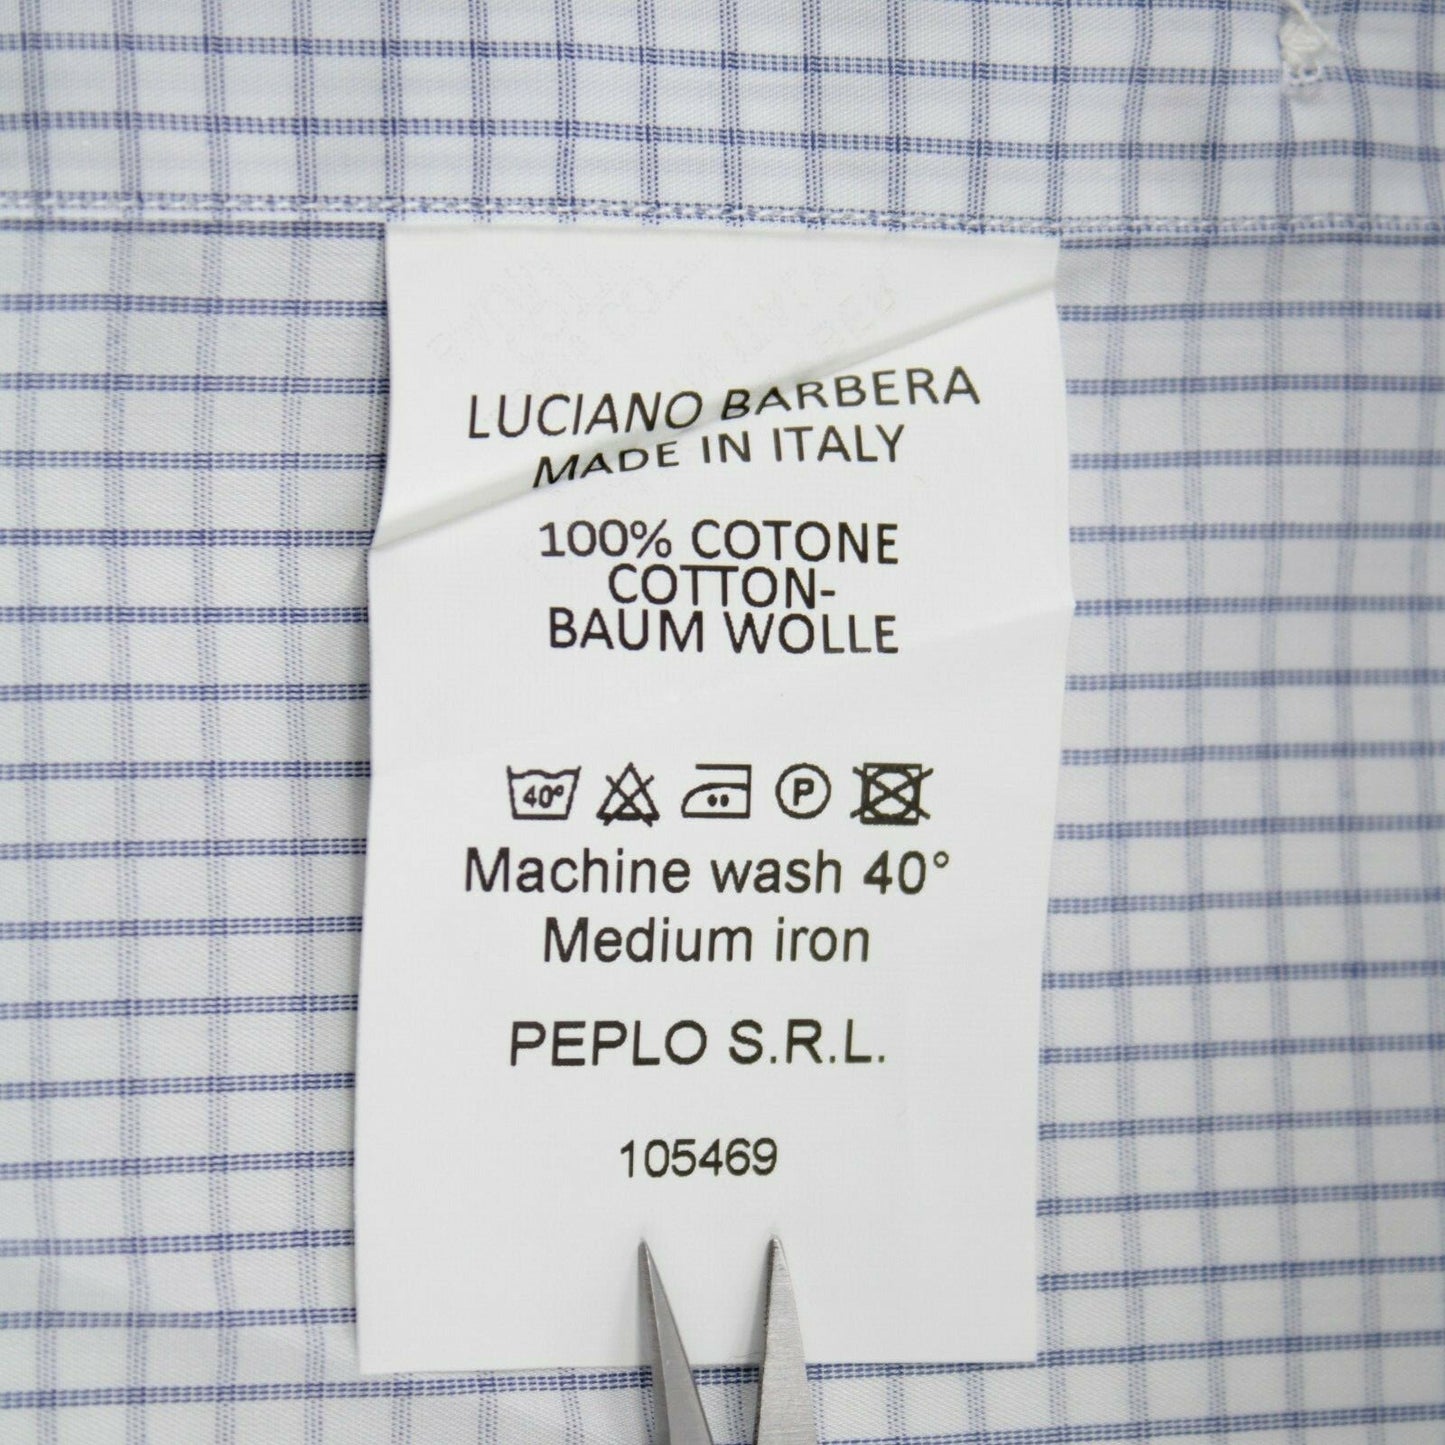 LUCIANO BARBERA
MADE IN ITALY
100% COTONE
COTTON-
BAUM WOLLE
40° P
Machine wash 40°
Medium iron
PEPLO S.R.L.
105469